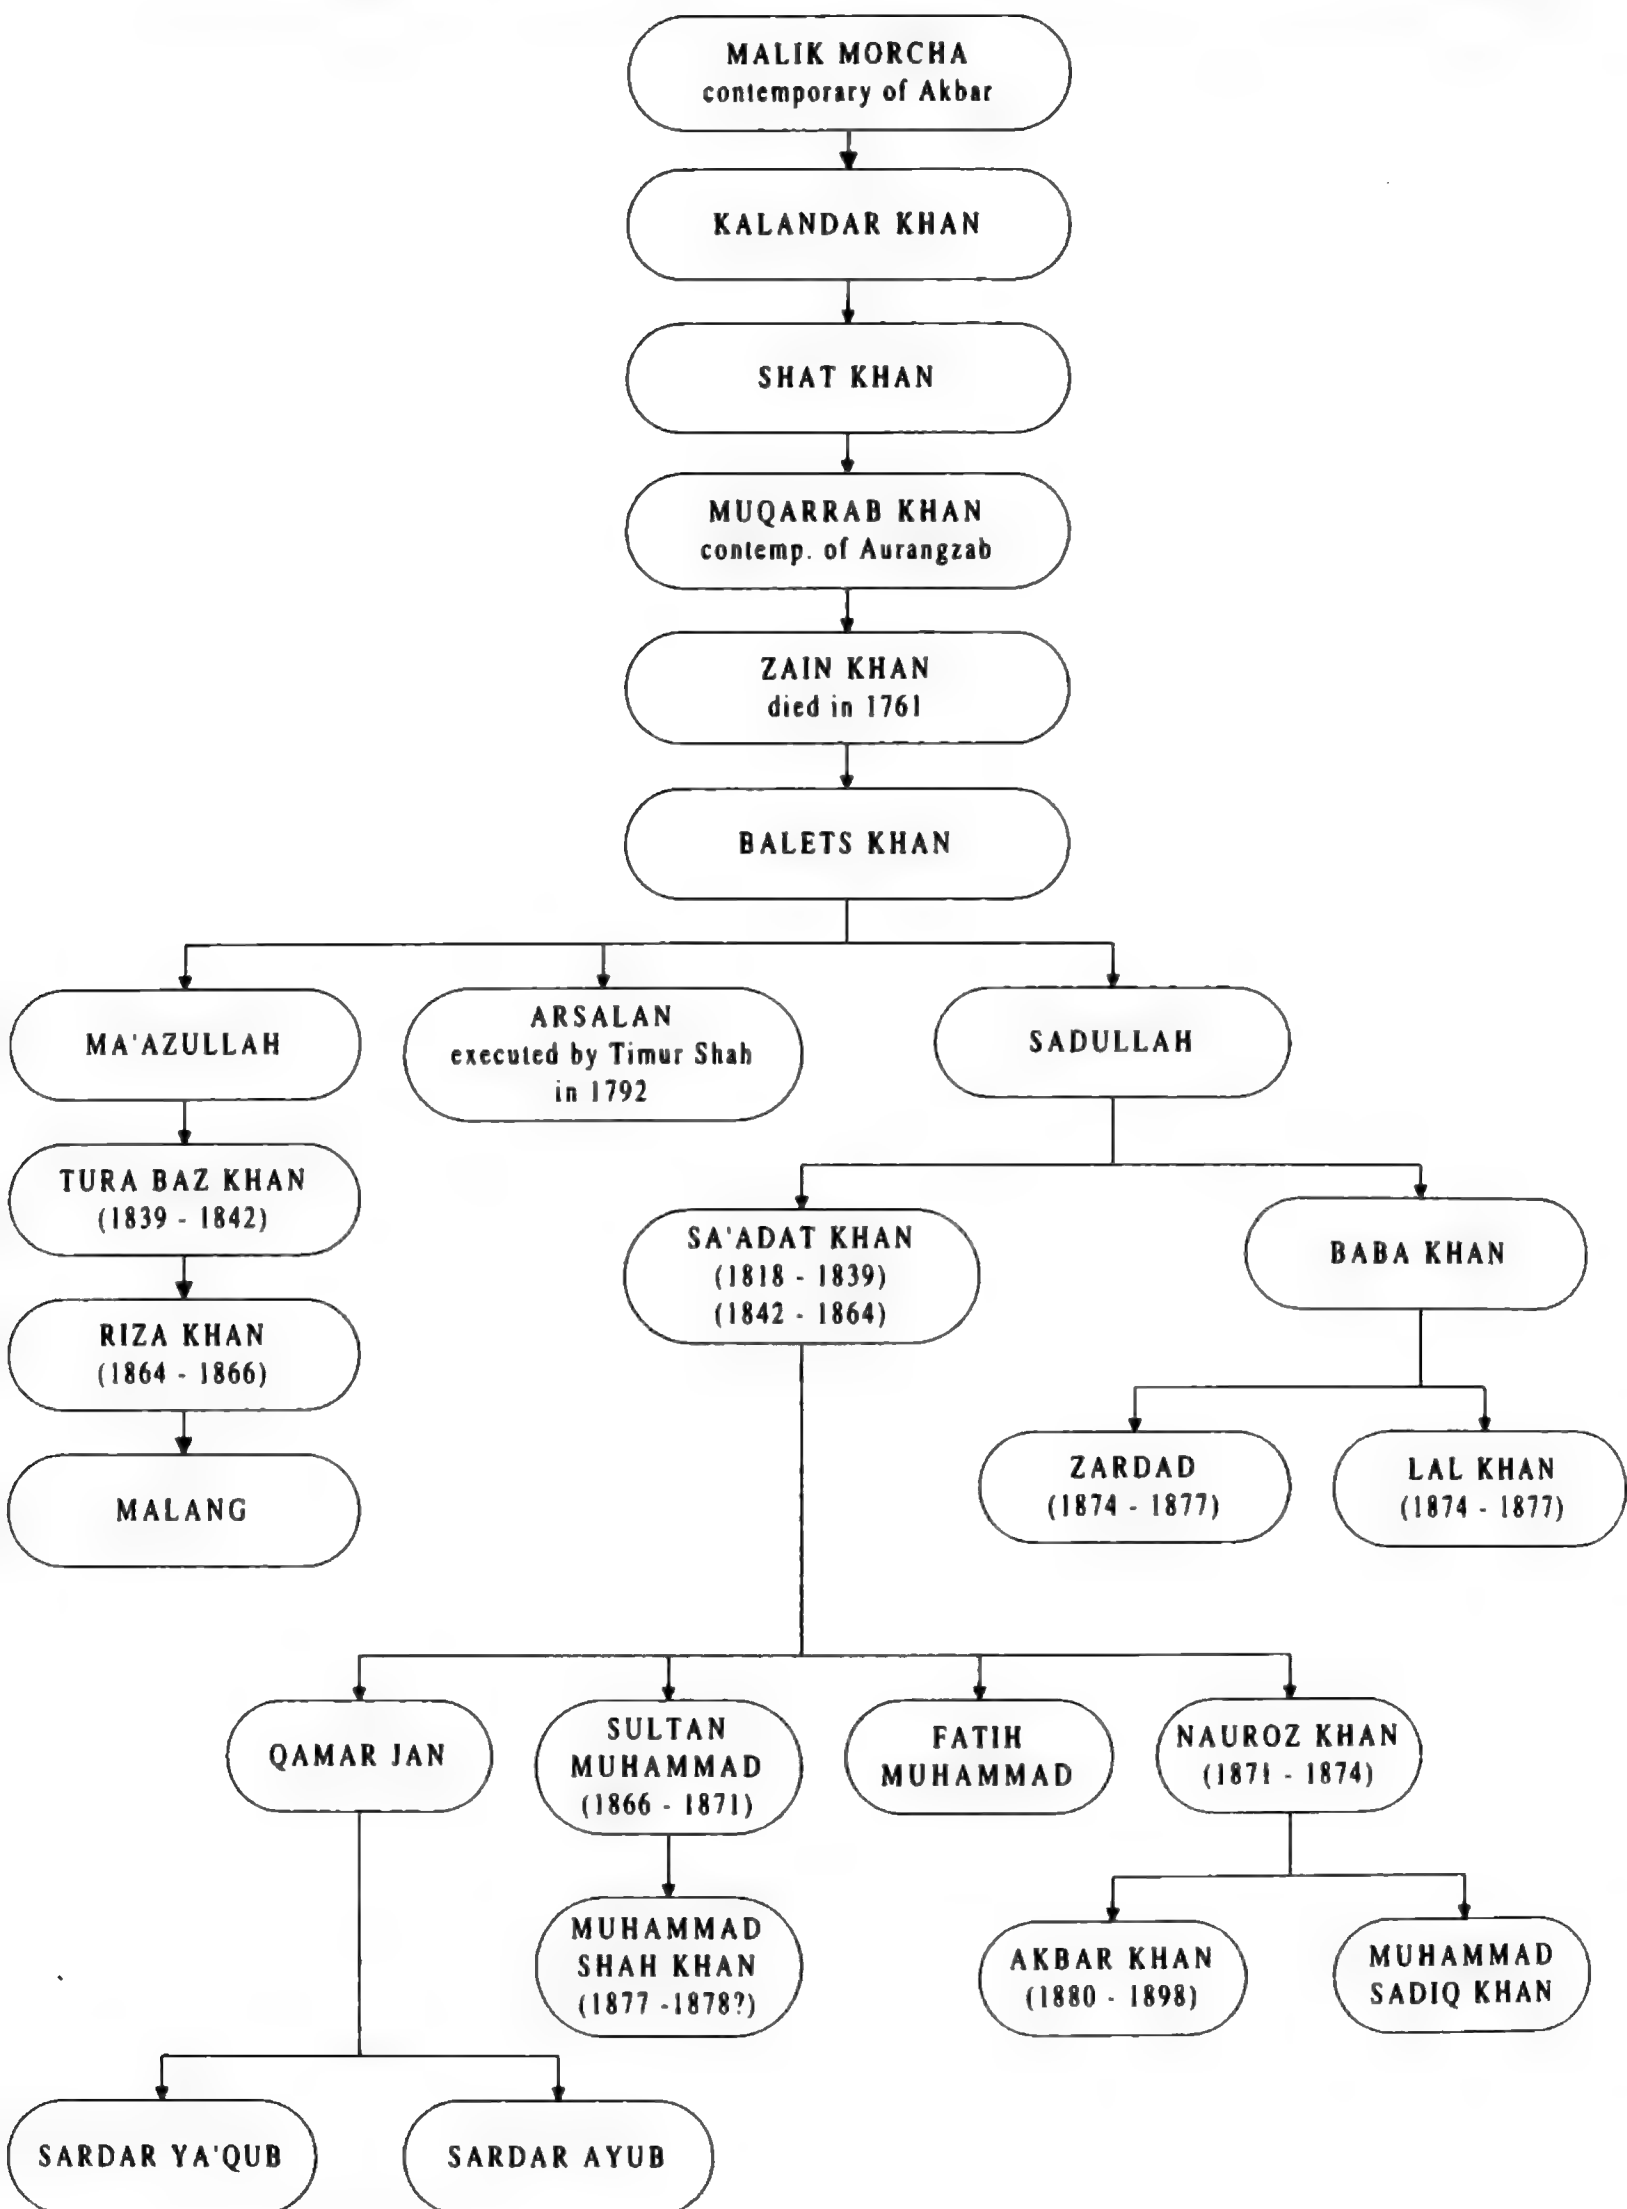 MALIK MORCHA
contemporary of Akbar
KALANDAR KHAN
SHAT KHAN
MUQARRAB KHAN
contemp. of Aurangzab
ZAIN KHAN
died in 1761
BALETS KHAN
MA'AZULLAH
ARSALAN
executed by Timur Shah
in 1792
SADULLAH
TURA BAZ KHAN
(1839 - 1842)
SA'ADAT KHAN
(1818 - 1839)
(1842 - 1864)
BABA KHAN
RIZA KHAN
(1864 - 1866)
MALANG
ZARDAD
(1874 - 1877)
LAL KHAN
(1874 - 1877)
QAMAR JAN
SULTAN
MUHAMMAD
(1866 - 1871)
FATIH
MUHAMMAD
NAUROZ KHAN
(1871 - 1874)
MUHAMMAD
SHAH KHAN
(1877 -1878?)
AKBAR KHAN
(1880 - 1898)
MUHAMMAD
SADIQ KHAN
SARDAR YA'QUB
SARDAR AYUB